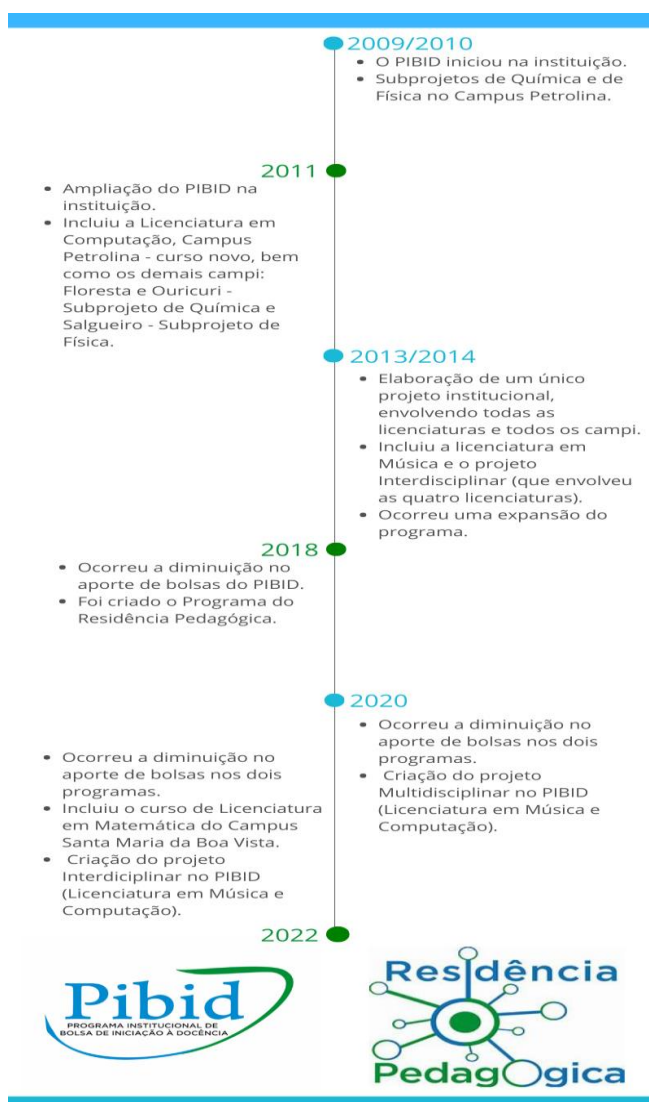 2009/2010
• O PIBID iniciou na instituição.
• Subprojetos de Química e de
Física no Campus Petrolina.
2011
• Ampliação do PIBID na
instituição.
• Incluiu a Licenciatura em
Computação, Campus
Petrolina - curso novo, bem
como os demais campi:
Floresta e Ouricuri -
Subprojeto de Química e
Salgueiro - Subprojeto de
Física.
2013/2014
• Elaboração de um único
projeto institucional,
envolvendo todas as
licenciaturas e todos os campi.
• Incluiu a licenciatura em
Música e o projeto
Interdisciplinar (que envolveu
as quatro licenciaturas).
• Ocorreu uma expansão do
programa.
2018
• Ocorreu a diminuição no
aporte de bolsas do PIBID.
• Foi criado o Programa do
Residência Pedagógica.
2020
• Ocorreu a diminuição no
aporte de bolsas nos dois
programas.
• Criação do projeto
Multidisciplinar no PIBID
(Licenciatura em Música e
Computação).
• Ocorreu a diminuição no
aporte de bolsas nos dois
programas.
• Incluiu o curso de Licenciatura
em Matemática do Campus
Santa Maria da Boa Vista.
• Criação do projeto
Interdiciplinar no PIBID
(Licenciatura em Música e
Computação).
2022
Pibid
PROGRAMA INSTITUCIONAL DE
BOLSA DE INICIAÇÃO À DOCÊNCIA
Residência
Pedagógica